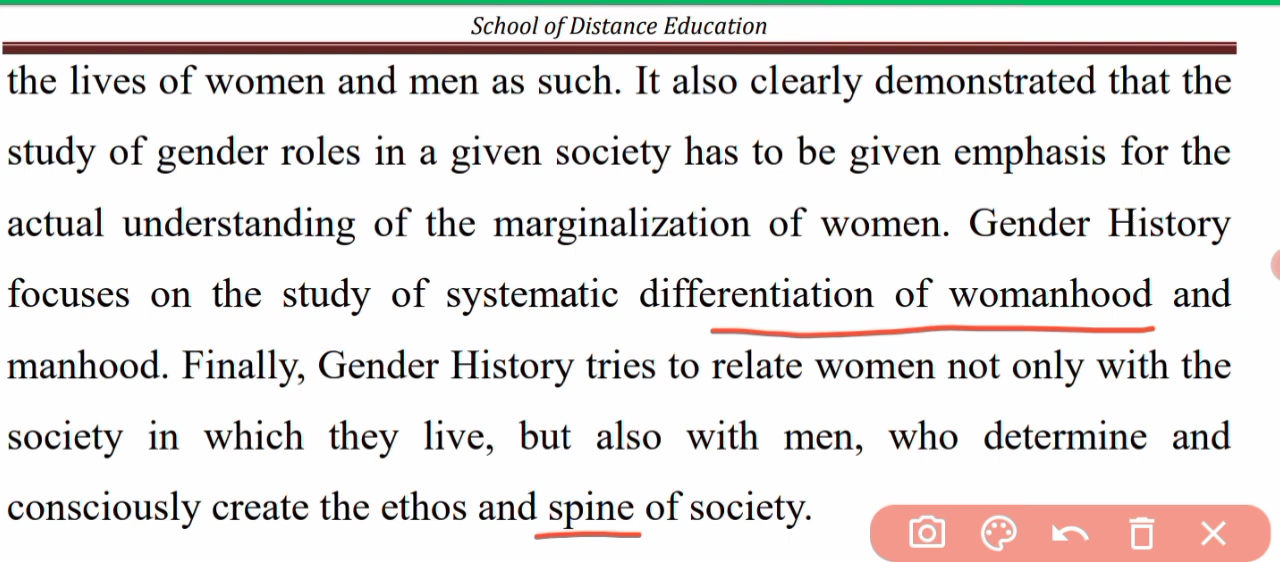 School of Distance Education
the lives of women and men as such. It also clearly demonstrated that the
study of gender roles in a given society has to be given emphasis for the
actual understanding of the marginalization of women. Gender History
focuses on the study of systematic differentiation of womanhood and
manhood. Finally, Gender History tries to relate women not only with the
society in which they live, but also with men, who determine and
consciously create the ethos and spine of society.